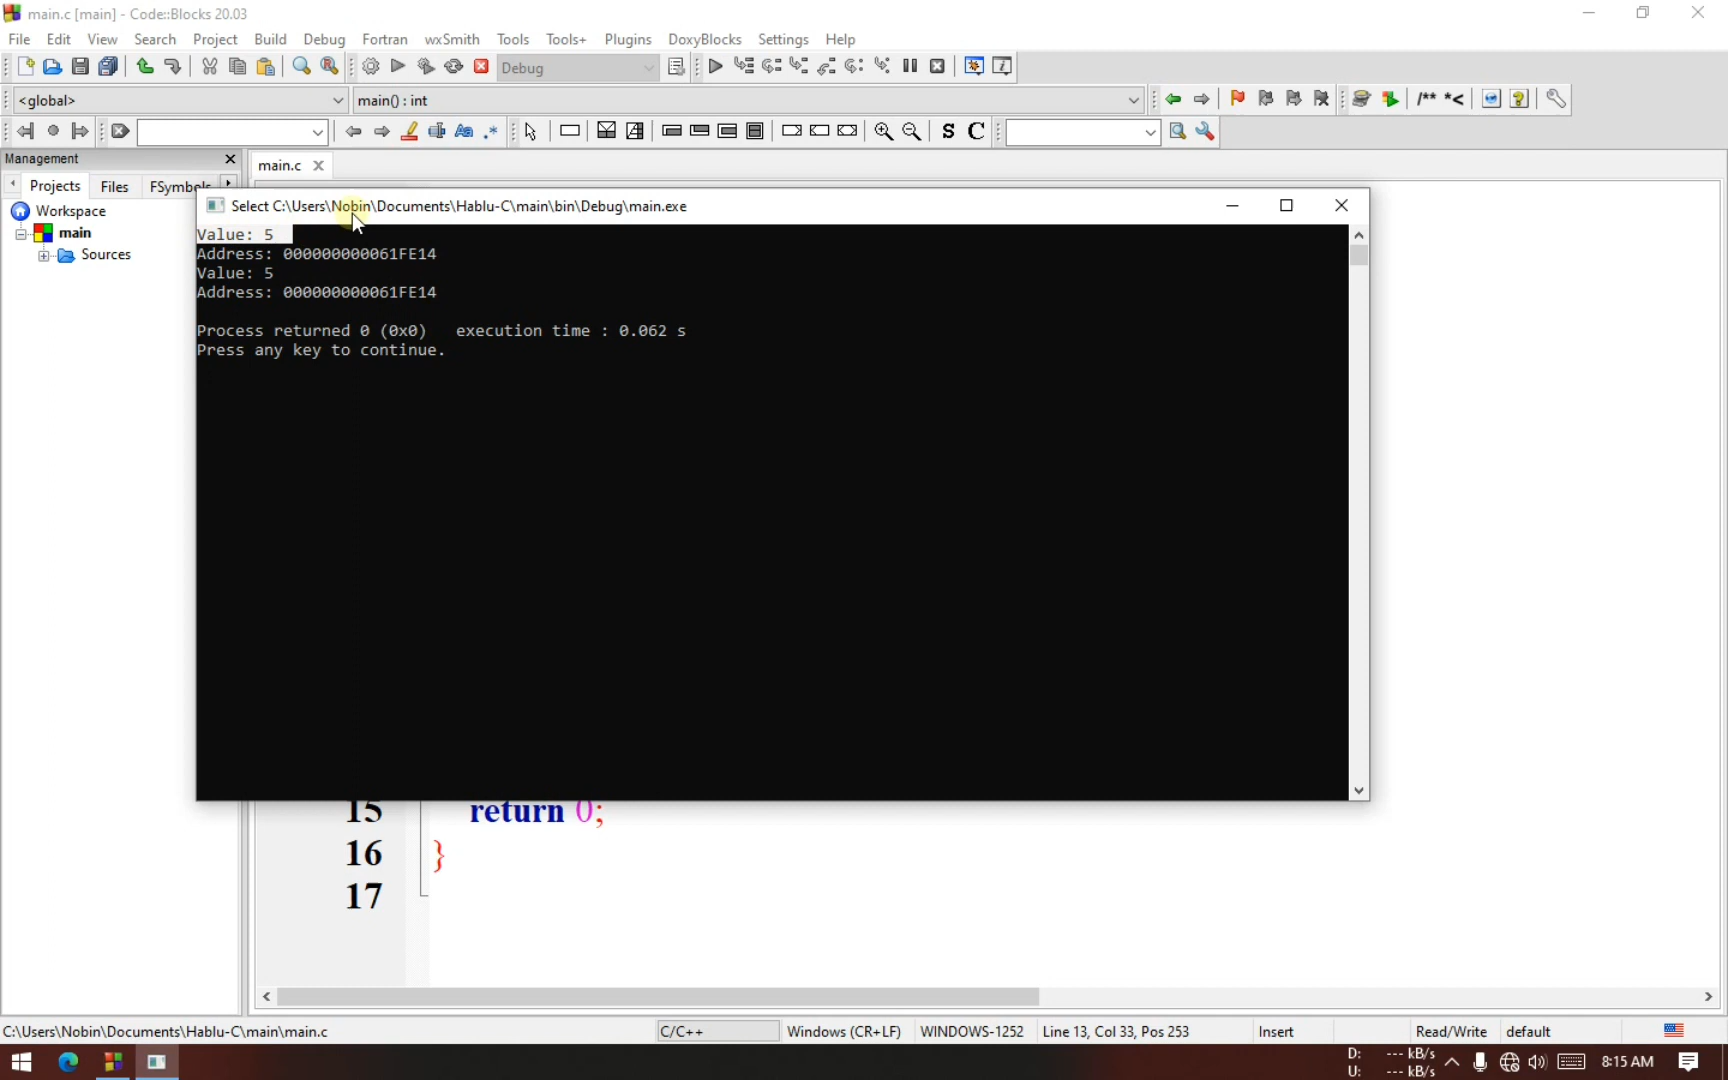 main.c [main] - Code::Blocks 20.03
File Edit View Search Project Build Debug Fortran wxSmith Tools Tools+ Plugins DoxyBlocks Settings Help
Debug
<global> main() : int /** *<
Aa .* S C
Management
main.c
Projects Files FSymbols
Workspace
main
Sources
Select C:\Users\Nobin\Documents\Hablu-C\main\bin\Debug\main.exe
Value: 5
Address: 000000000061FE14
Value: 5
Address: 000000000061FE14
Process returned 0 (0x0)   execution time : 0.062 s
Press any key to continue.
15 return 0;
16 }
17
C:\Users\Nobin\Documents\Hablu-C\main\main.c C/C++ Windows (CR+LF) WINDOWS-1252 Line 13, Col 33, Pos 253 Insert Read/Write default
D: --- kB/s
U: --- kB/s
8:15 AM